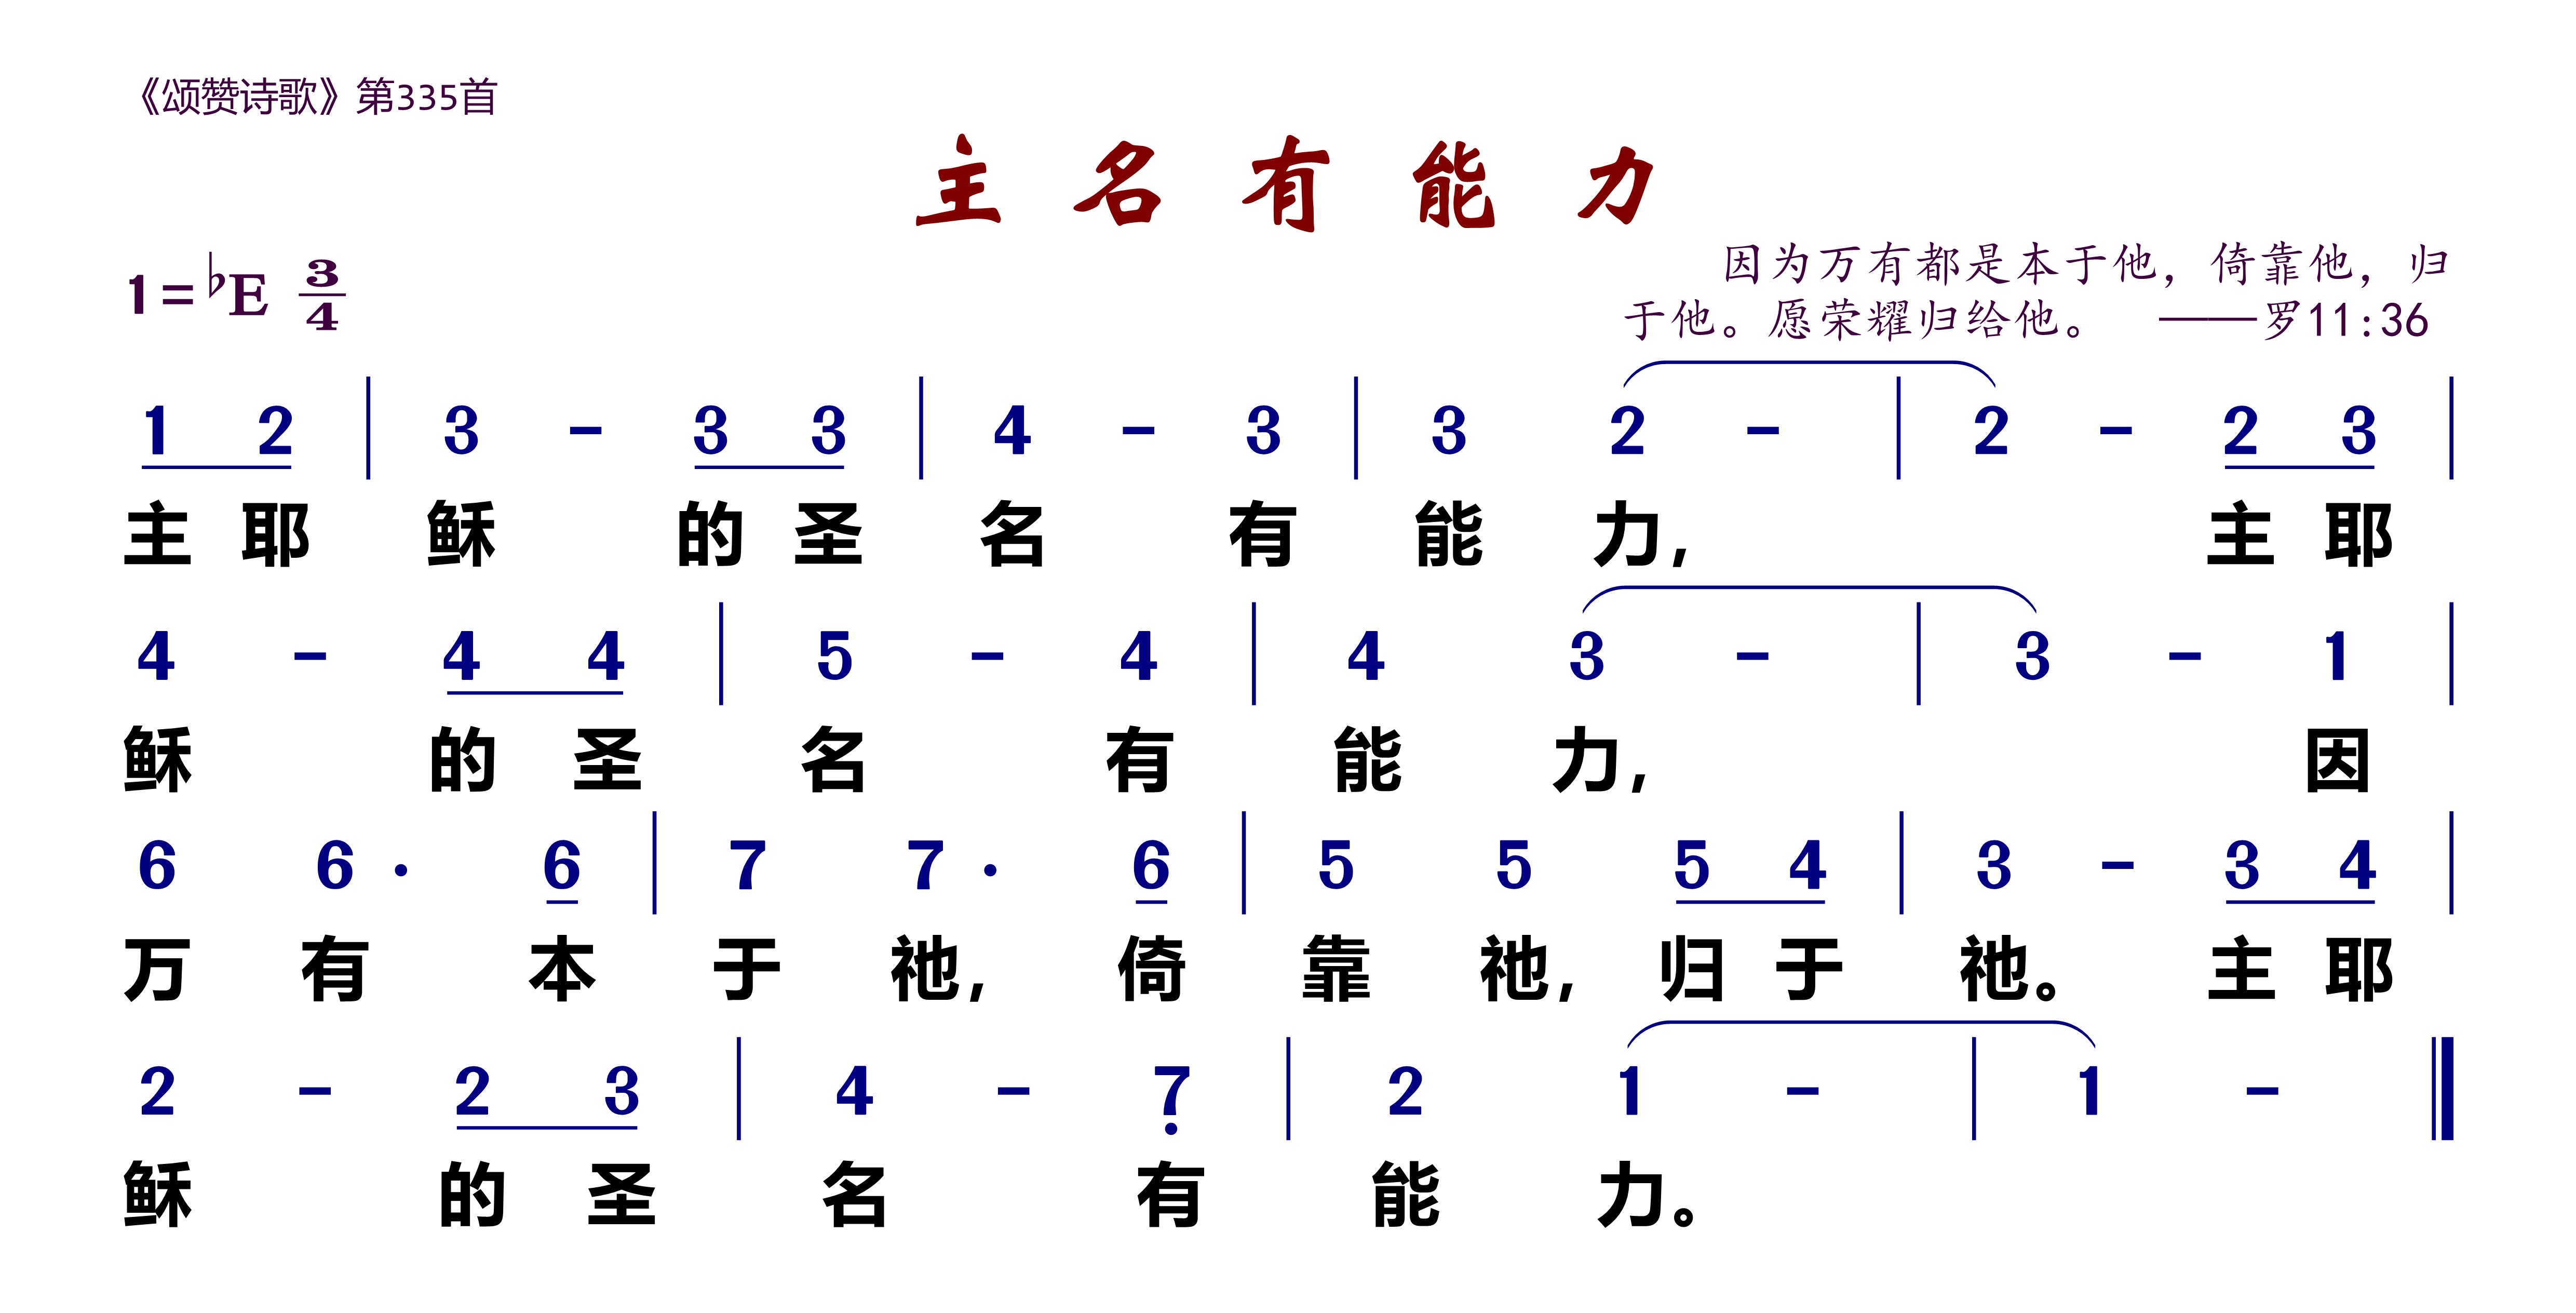 《颂赞诗歌》第335首
主名有能力
1=♭E 3/4
因为万有都是本于他，倚靠他，归
于他。愿荣耀归给他。 ——罗11:36
1 2 | 3 - 3 3 | 4 - 3 | 3 2 - | 2 - 2 3 |
主耶稣的圣名有能力，主耶
4 - 4 4 | 5 - 4 | 4 3 - | 3 - 1 |
稣的圣名有能力，因
6 6 · 6 | 7 7 · 6 | 5 5 5 4 | 3 - 3 4 |
万有本于祂，倚靠祂，归于祂。主耶
2 - 2 3 | 4 - 7̣ | 2 1 - | 1 - ‖
稣的圣名有能力。